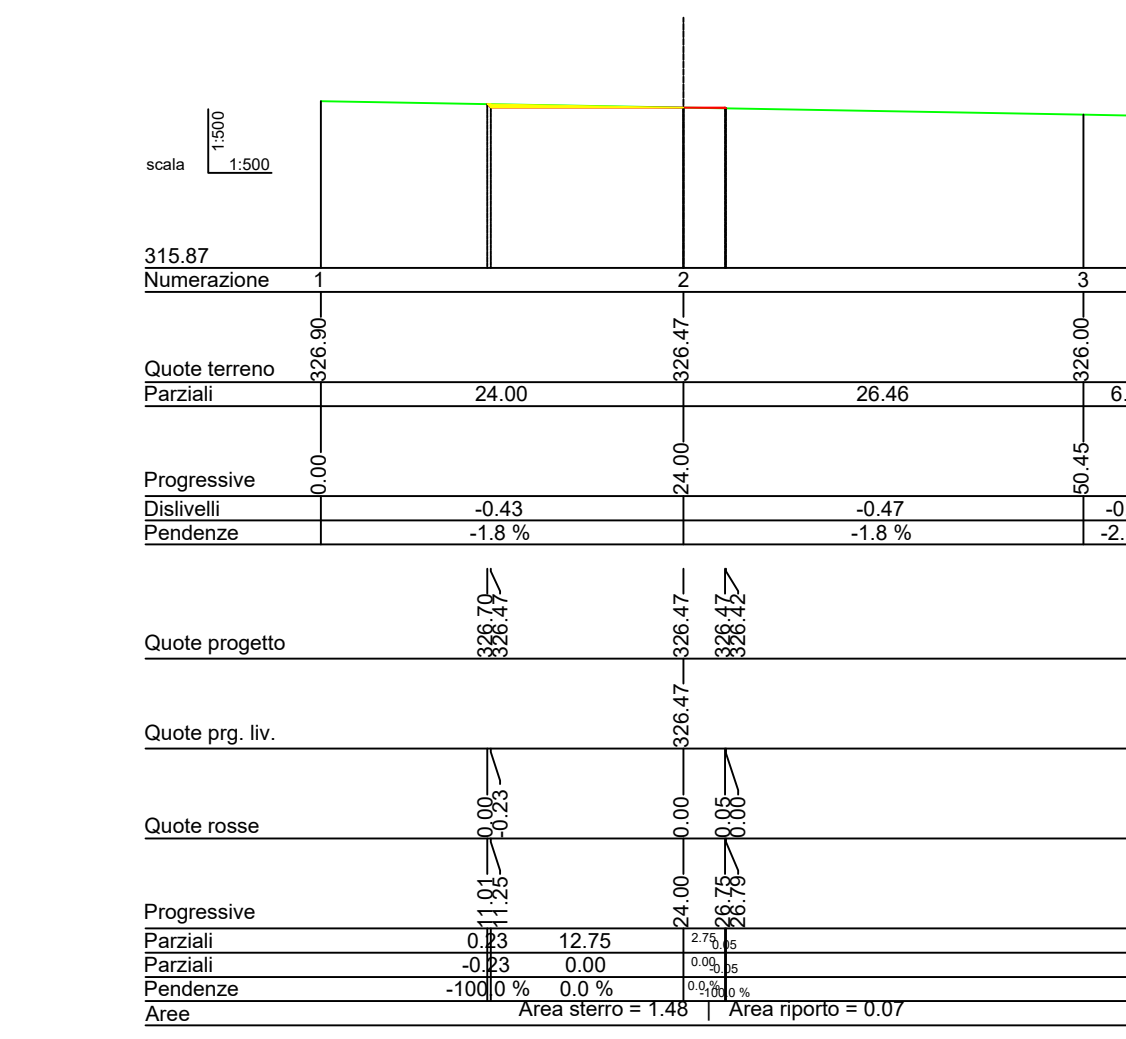 1:500
scala 1:500
315.87
Numerazione 1 2 3
Quote terreno 326.90 326.47 326.00
Parziali 24.00 26.46 6.
Progressive 0.00 24.00 50.45
Dislivelli -0.43 -0.47 -0
Pendenze -1.8 % -1.8 % -2.
Quote progetto 326.70 326.47 326.47 326.47 326.42
Quote prg. liv. 326.47
Quote rosse 0.00 -0.23 0.00 0.05 0.00
Progressive 11.01 11.25 24.00 26.75 26.79
Parziali 0.23 12.75 2.75 0.05
Parziali -0.23 0.00 0.00 -0.05
Pendenze -100.0 % 0.0 % 0.0 % -100.0 %
Aree Area sterro = 1.48 | Area riporto = 0.07